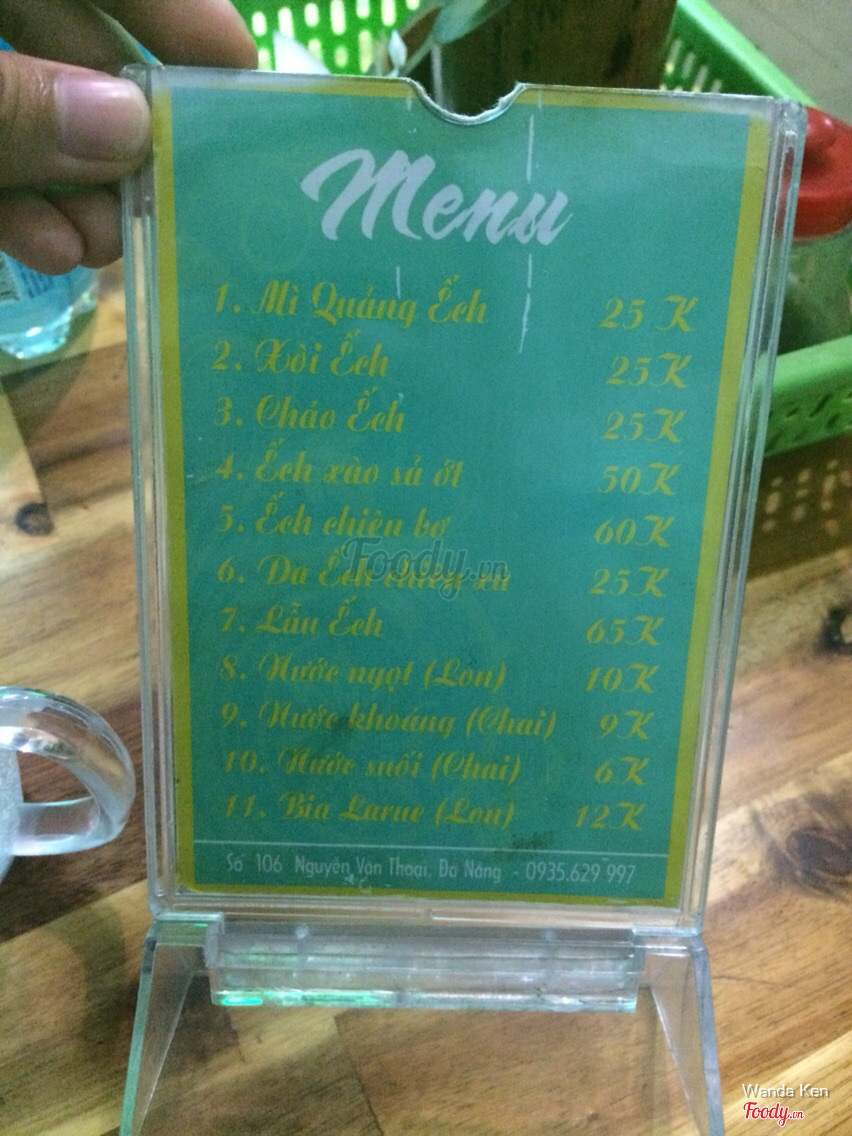 Menu
1. Mì Quảng Ếch 25 K
2. Xôi Ếch 25K
3. Cháo Ếch 25K
4. Ếch xào sả ớt 50K
5. Ếch chiên bơ 60K
6. Da Ếch chiên xù 25K
7. Lẩu Ếch 65K
8. Nước ngọt (Lon) 10K
9. Nước khoáng (Chai) 9K
10. Nước suối (Chai) 6K
11. Bia Larue (Lon) 12K
Số 106 Nguyễn Văn Thoại. Đà Nẵng - 0935.629 997
Foody.vn
Wanda Ken
Foody.vn